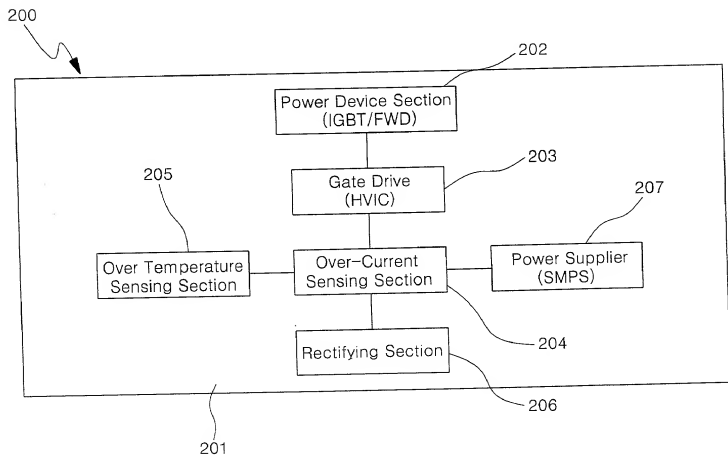 200
202
Power Device Section
(IGBT/FWD)
203
Gate Drive
(HVIC)
205
207
Over Temperature
Sensing Section
Over-Current
Sensing Section
Power Supplier
(SMPS)
204
Rectifying Section
206
201